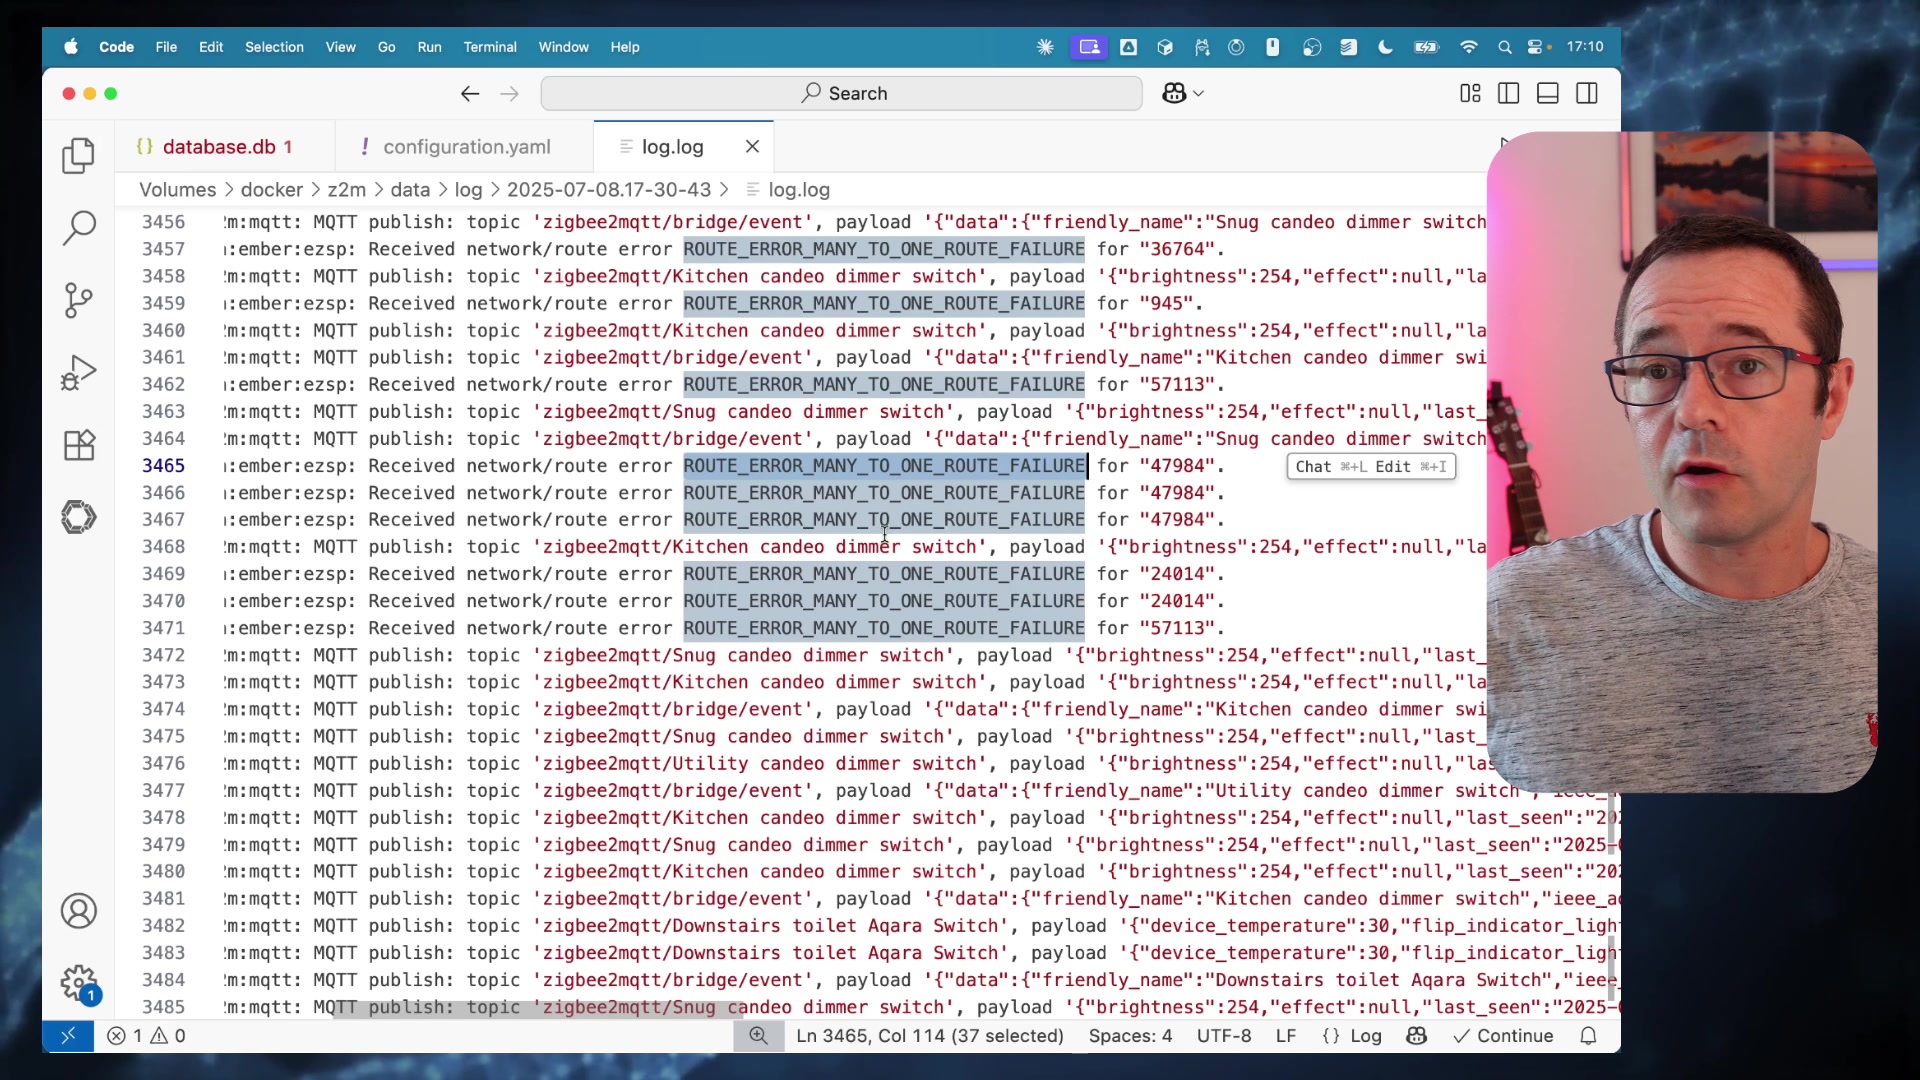 Code File Edit Selection View Go Run Terminal Window Help 17:10
Search
{} database.db 1 ! configuration.yaml log.log
Volumes > docker > z2m > data > log > 2025-07-08.17-30-43 > log.log
3456 2m:mqtt: MQTT publish: topic 'zigbee2mqtt/bridge/event', payload '{"data":{"friendly_name":"Snug candeo dimmer switch
3457 :ember:ezsp: Received network/route error ROUTE_ERROR_MANY_TO_ONE_ROUTE_FAILURE for "36764".
3458 m:mqtt: MQTT publish: topic 'zigbee2mqtt/Kitchen candeo dimmer switch', payload '{"brightness":254,"effect":null,"la
3459 :ember:ezsp: Received network/route error ROUTE_ERROR_MANY_TO_ONE_ROUTE_FAILURE for "945".
3460 m:mqtt: MQTT publish: topic 'zigbee2mqtt/Kitchen candeo dimmer switch', payload '{"brightness":254,"effect":null,"la
3461 m:mqtt: MQTT publish: topic 'zigbee2mqtt/bridge/event', payload '{"data":{"friendly_name":"Kitchen candeo dimmer swi
3462 :ember:ezsp: Received network/route error ROUTE_ERROR_MANY_TO_ONE_ROUTE_FAILURE for "57113".
3463 m:mqtt: MQTT publish: topic 'zigbee2mqtt/Snug candeo dimmer switch', payload '{"brightness":254,"effect":null,"last_
3464 m:mqtt: MQTT publish: topic 'zigbee2mqtt/bridge/event', payload '{"data":{"friendly_name":"Snug candeo dimmer switch
3465 :ember:ezsp: Received network/route error ROUTE_ERROR_MANY_TO_ONE_ROUTE_FAILURE for "47984". Chat ⌘+L Edit ⌘+I
3466 :ember:ezsp: Received network/route error ROUTE_ERROR_MANY_TO_ONE_ROUTE_FAILURE for "47984".
3467 :ember:ezsp: Received network/route error ROUTE_ERROR_MANY_TO_ONE_ROUTE_FAILURE for "47984".
3468 m:mqtt: MQTT publish: topic 'zigbee2mqtt/Kitchen candeo dimmer switch', payload '{"brightness":254,"effect":null,"la
3469 :ember:ezsp: Received network/route error ROUTE_ERROR_MANY_TO_ONE_ROUTE_FAILURE for "24014".
3470 :ember:ezsp: Received network/route error ROUTE_ERROR_MANY_TO_ONE_ROUTE_FAILURE for "24014".
3471 :ember:ezsp: Received network/route error ROUTE_ERROR_MANY_TO_ONE_ROUTE_FAILURE for "57113".
3472 m:mqtt: MQTT publish: topic 'zigbee2mqtt/Snug candeo dimmer switch', payload '{"brightness":254,"effect":null,"last_
3473 m:mqtt: MQTT publish: topic 'zigbee2mqtt/Kitchen candeo dimmer switch', payload '{"brightness":254,"effect":null,"la
3474 m:mqtt: MQTT publish: topic 'zigbee2mqtt/bridge/event', payload '{"data":{"friendly_name":"Kitchen candeo dimmer swi
3475 m:mqtt: MQTT publish: topic 'zigbee2mqtt/Snug candeo dimmer switch', payload '{"brightness":254,"effect":null,"last_
3476 m:mqtt: MQTT publish: topic 'zigbee2mqtt/Utility candeo dimmer switch', payload '{"brightness":254,"effect":null,"la
3477 m:mqtt: MQTT publish: topic 'zigbee2mqtt/bridge/event', payload '{"data":{"friendly_name":"Utility candeo dimmer switch","ieee_
3478 m:mqtt: MQTT publish: topic 'zigbee2mqtt/Kitchen candeo dimmer switch', payload '{"brightness":254,"effect":null,"last_seen":"202
3479 m:mqtt: MQTT publish: topic 'zigbee2mqtt/Snug candeo dimmer switch', payload '{"brightness":254,"effect":null,"last_seen":"2025-
3480 m:mqtt: MQTT publish: topic 'zigbee2mqtt/Kitchen candeo dimmer switch', payload '{"brightness":254,"effect":null,"last_seen":"202
3481 m:mqtt: MQTT publish: topic 'zigbee2mqtt/bridge/event', payload '{"data":{"friendly_name":"Kitchen candeo dimmer switch","ieee_a
3482 m:mqtt: MQTT publish: topic 'zigbee2mqtt/Downstairs toilet Aqara Switch', payload '{"device_temperature":30,"flip_indicator_ligh
3483 m:mqtt: MQTT publish: topic 'zigbee2mqtt/Downstairs toilet Aqara Switch', payload '{"device_temperature":30,"flip_indicator_ligh
3484 m:mqtt: MQTT publish: topic 'zigbee2mqtt/bridge/event', payload '{"data":{"friendly_name":"Downstairs toilet Aqara Switch","ieee_
3485 m:mqtt: MQTT publish: topic 'zigbee2mqtt/Snug candeo dimmer switch', payload '{"brightness":254,"effect":null,"last_seen":"2025-
1 1 0 Ln 3465, Col 114 (37 selected) Spaces: 4 UTF-8 LF {} Log Continue